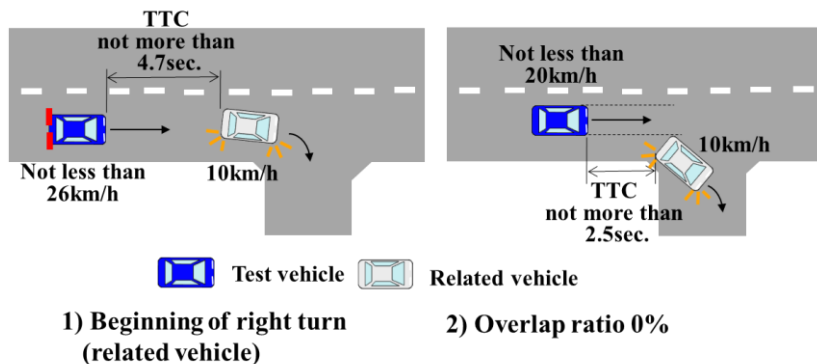 TTC
not more than
4.7sec.
Not less than
26km/h
10km/h
Not less than
20km/h
10km/h
TTC
not more than
2.5sec.
Test vehicle
Related vehicle
1) Beginning of right turn
(related vehicle)
2) Overlap ratio 0%